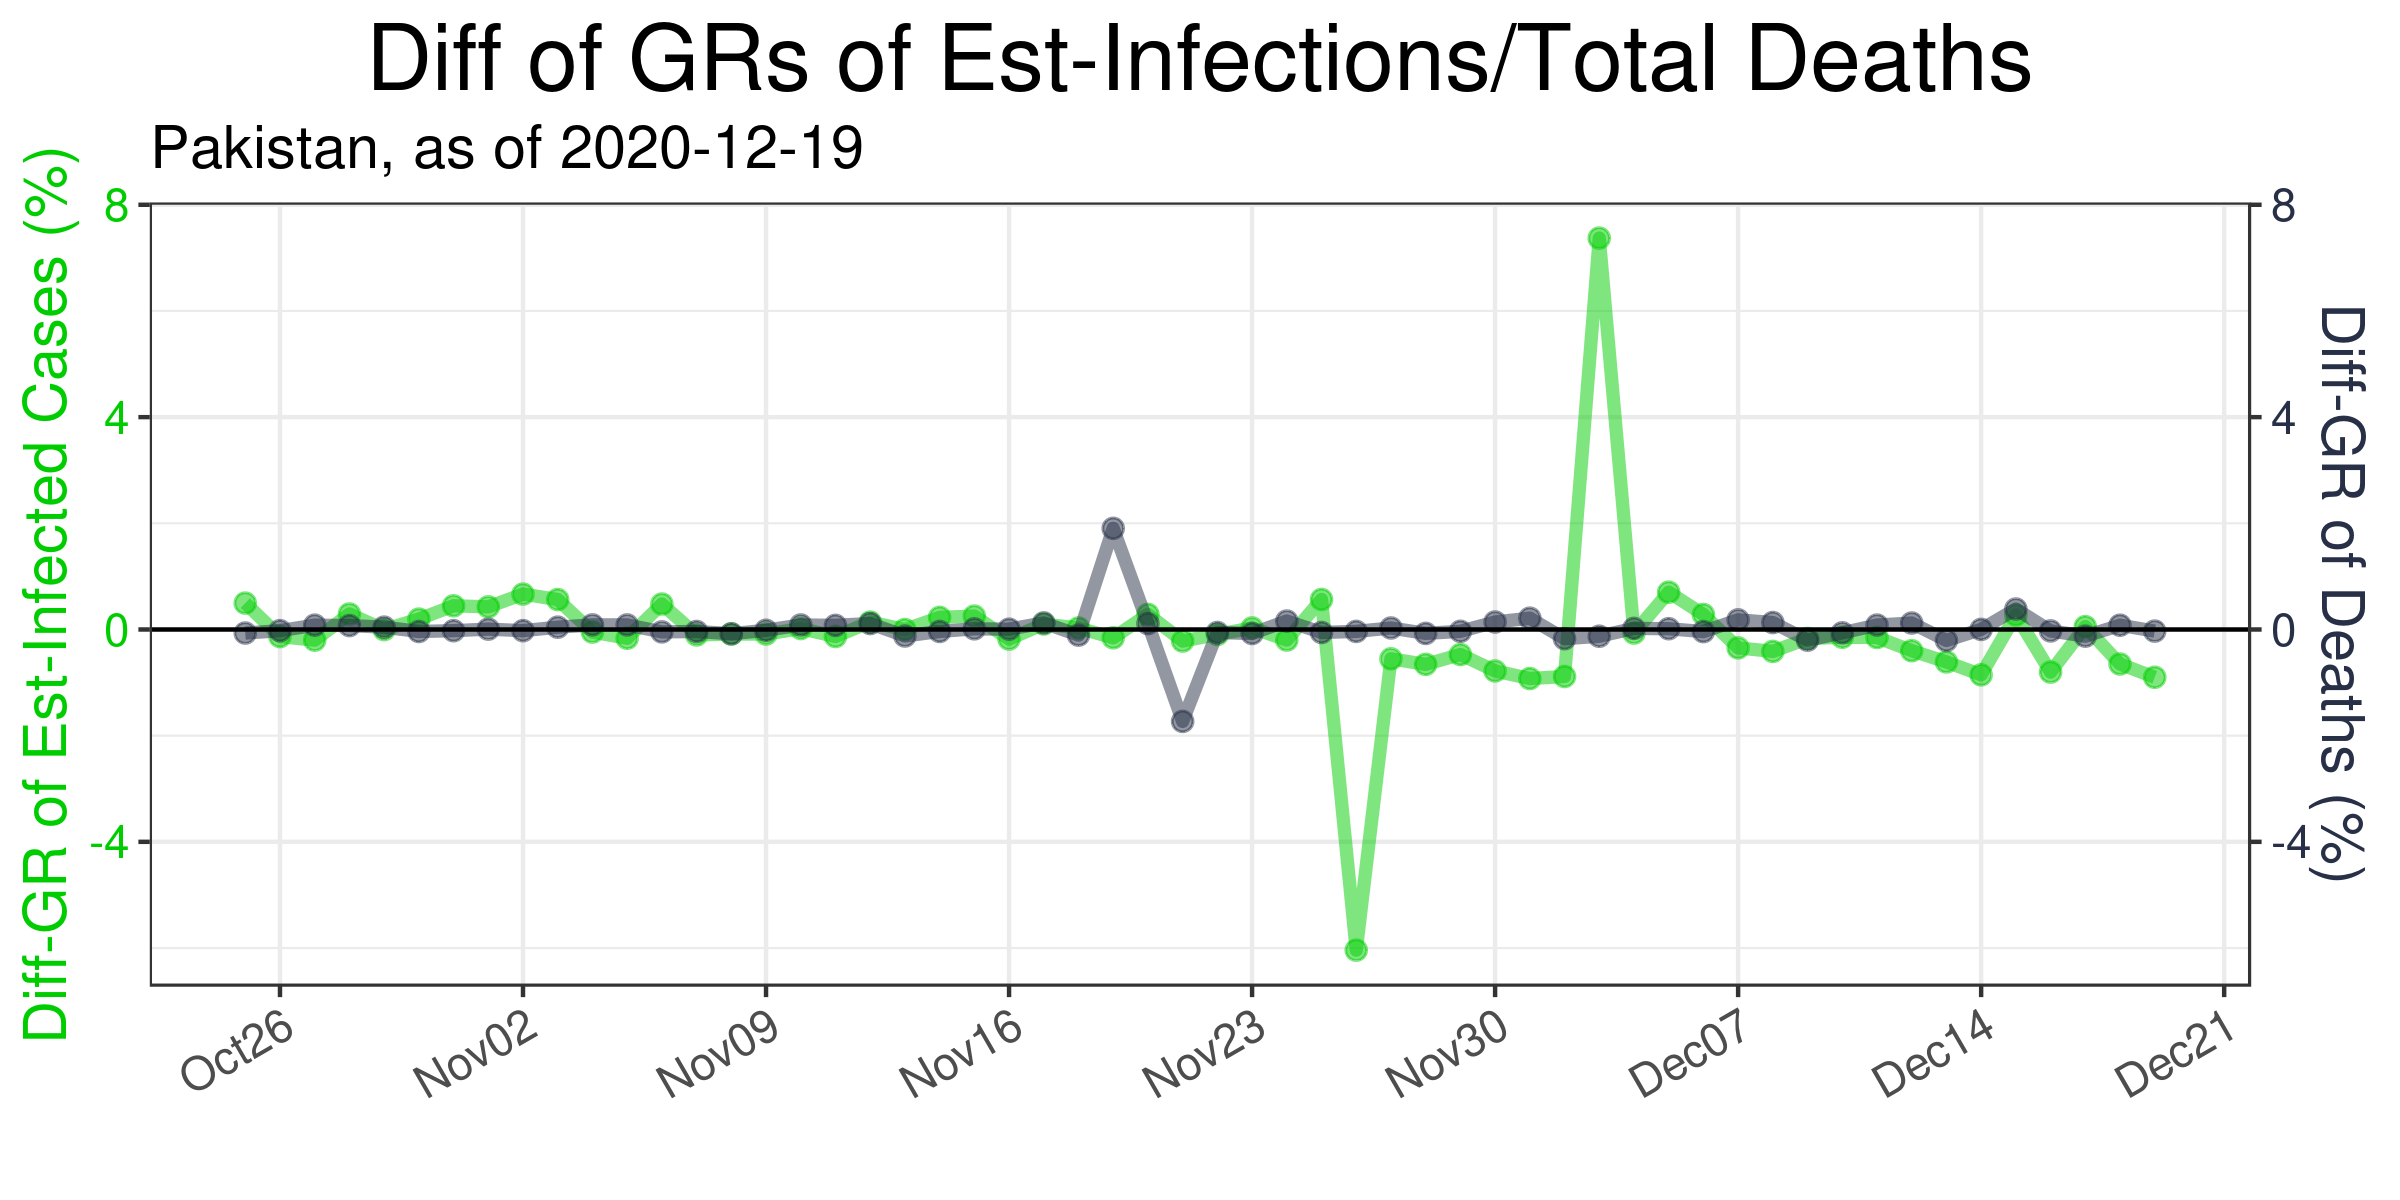 Diff of GRs of Est-Infections/Total Deaths
Pakistan, as of 2020-12-19
Diff-GR of Est-Infected Cases (%)
8
4
0
-4
8
4
0
-4
Diff-GR of Deaths (%)
Oct26
Nov02
Nov09
Nov16
Nov23
Nov30
Dec07
Dec14
Dec21